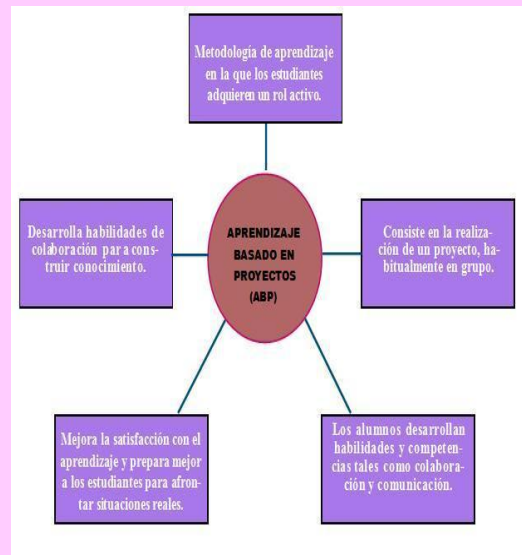 Metodología de aprendizaje
en la que los estudiantes
adquieren un rol activo.
Desarrolla habilidades de
colaboración para cons-
truir conocimiento.
APRENDIZAJE
BASADO EN
PROYECTOS
(ABP)
Consiste en la realiza-
ción de un proyecto, ha-
bitualmente en grupo.
Mejora la satisfacción con el
aprendizaje y prepara mejor
a los estudiantes para afron-
tar situaciones reales.
Los alumnos desarrollan
habilidades y competen-
cias tales como colabora-
ción y comunicación.